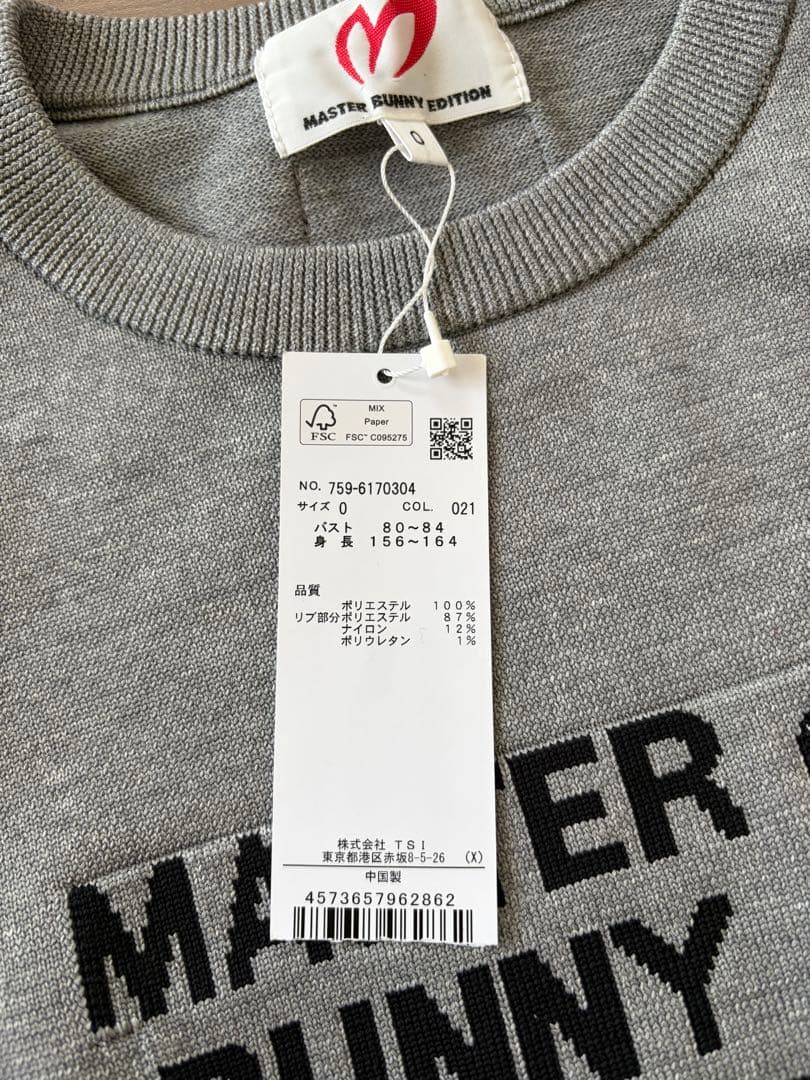 MASTER BUNNY EDITION
0
MIX
Paper
FSC
FSC™ C095275
NO. 759-6170304
サイズ 0 COL. 021
バスト 80~84
身 長 156~164
品質
ポリエステル 100%
リブ部分ポリエステル 87%
ナイロン 12%
ポリウレタン 1%
株式会社 TSI
東京都港区赤坂8-5-26 (X)
中国製
4573657962862
BUNNY